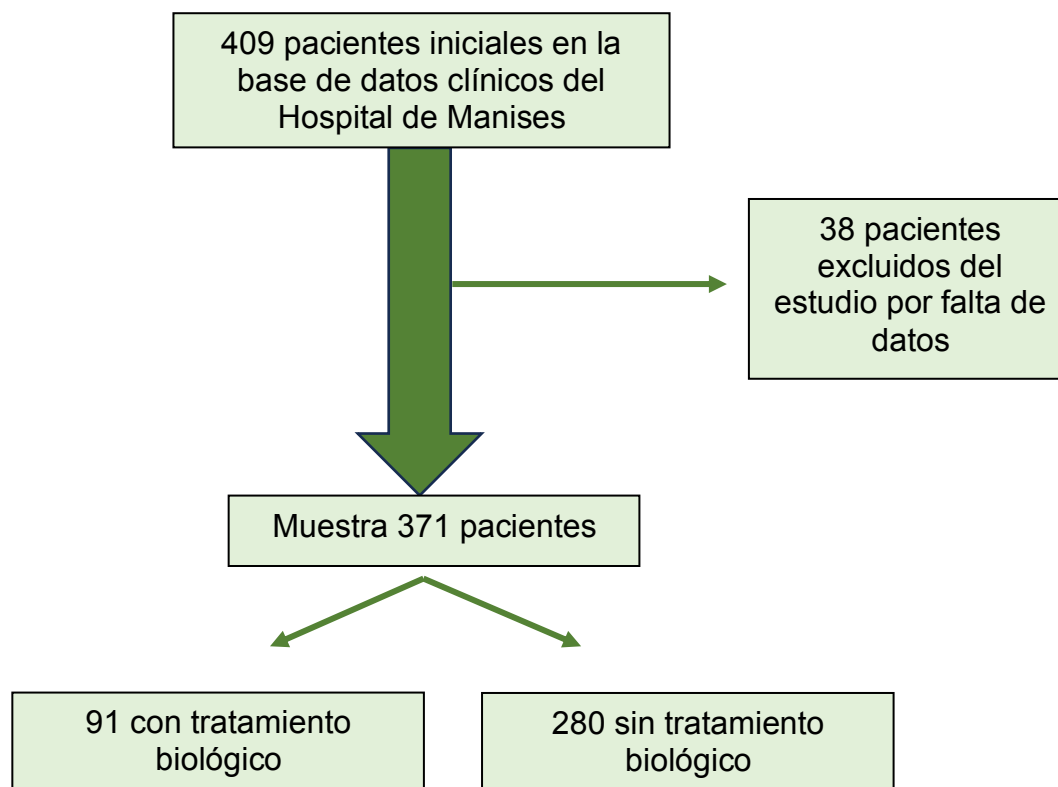 409 pacientes iniciales en la
base de datos clínicos del
Hospital de Manises
38 pacientes
excluidos del
estudio por falta de
datos
Muestra 371 pacientes
91 con tratamiento
biológico
280 sin tratamiento
biológico